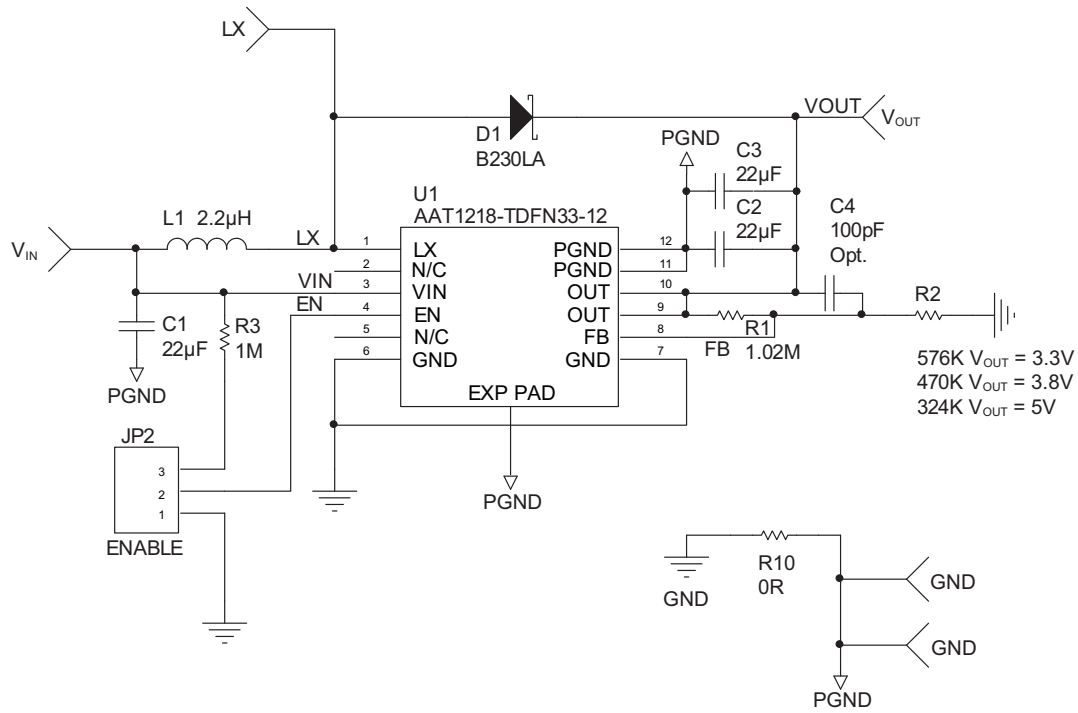 LX
VOUT
V_OUT
D1
B230LA
PGND
C3
22µF
C2
22µF
C4
100pF
Opt.
U1
AAT1218-TDFN33-12
L1 2.2µH
V_IN
LX
VIN
EN
1
2
3
4
5
6
LX
N/C
VIN
EN
N/C
GND
PGND
PGND
OUT
OUT
FB
GND
12
11
10
9
8
7
EXP PAD
C1
22µF
R3
1M
PGND
R1
1.02M
FB
R2
576K V_OUT = 3.3V
470K V_OUT = 3.8V
324K V_OUT = 5V
JP2
3
2
1
ENABLE
PGND
GND
R10
0R
GND
GND
PGND